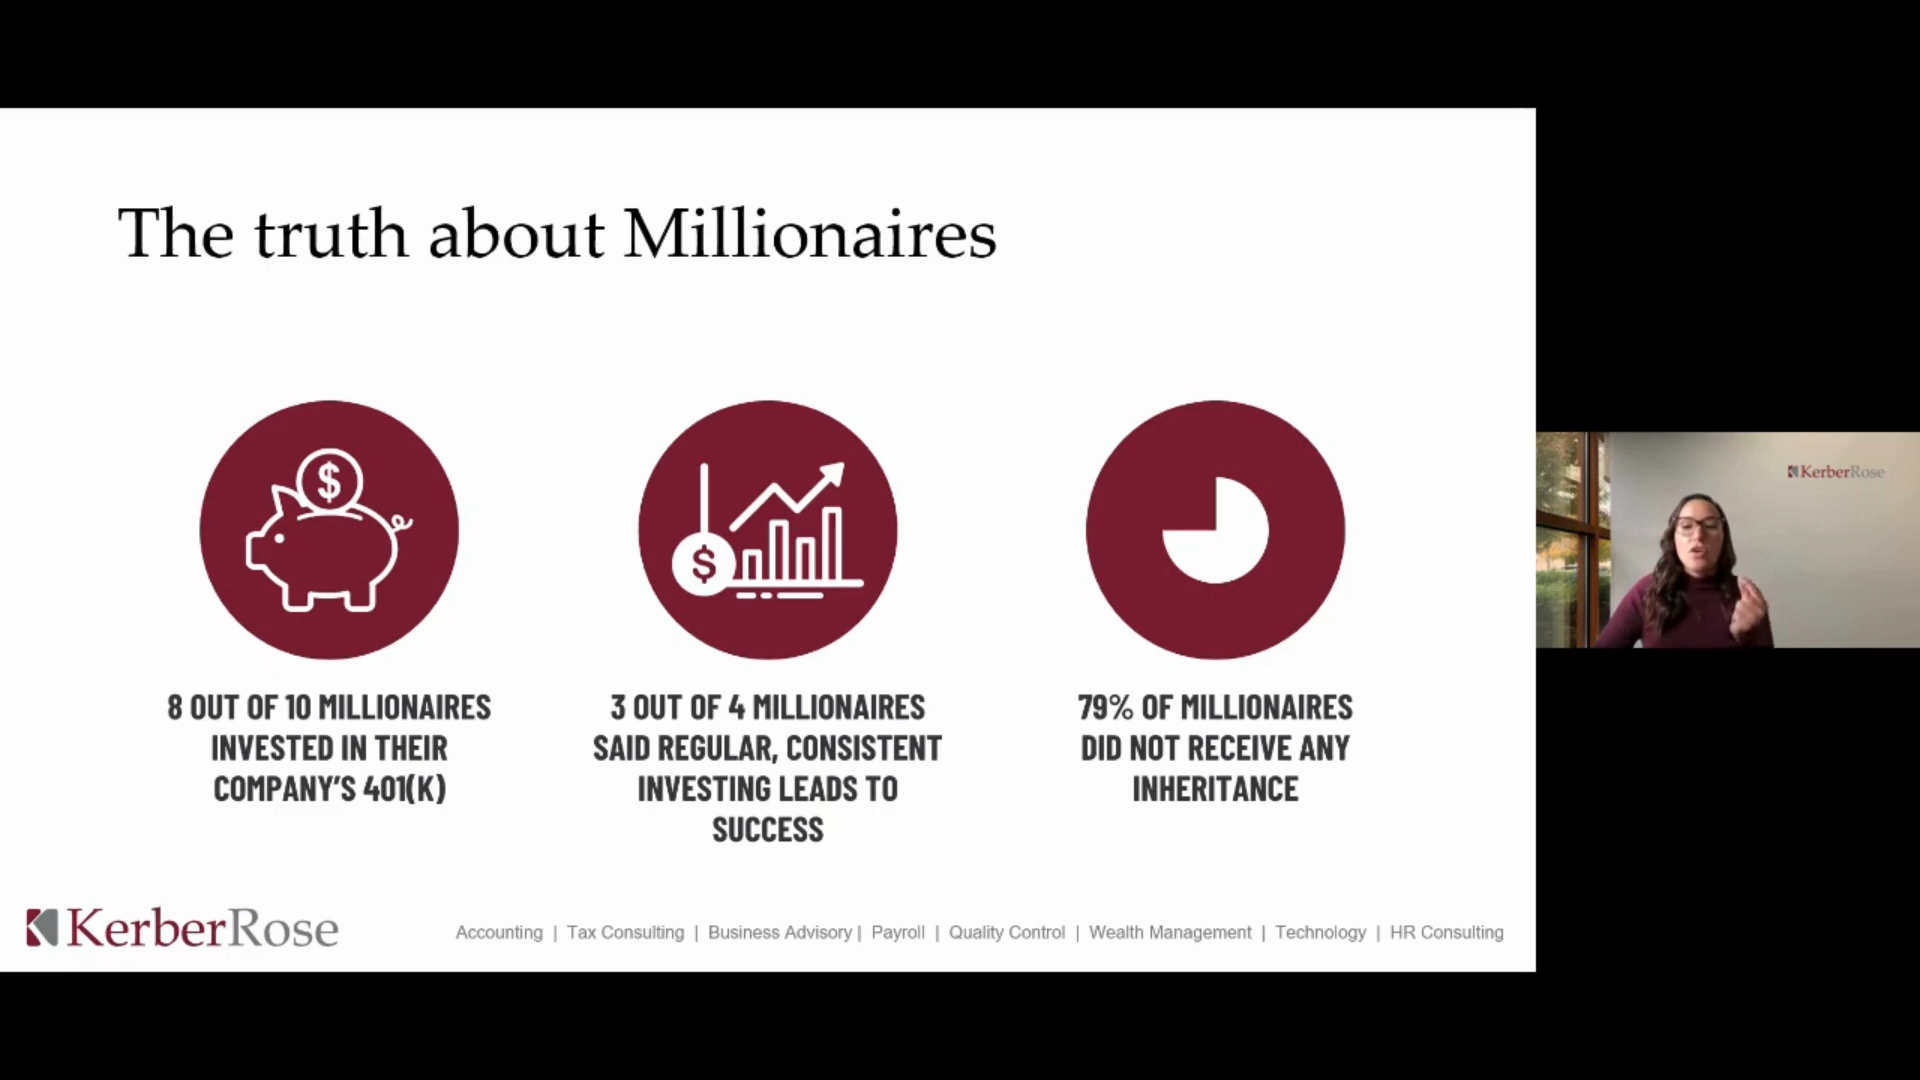 The truth about Millionaires
$
$
8 OUT OF 10 MILLIONAIRES
INVESTED IN THEIR
COMPANY'S 401(K)
3 OUT OF 4 MILLIONAIRES
SAID REGULAR, CONSISTENT
INVESTING LEADS TO
SUCCESS
79% OF MILLIONAIRES
DID NOT RECEIVE ANY
INHERITANCE
KerberRose
Accounting | Tax Consulting | Business Advisory | Payroll | Quality Control | Wealth Management | Technology | HR Consulting
KerberRose